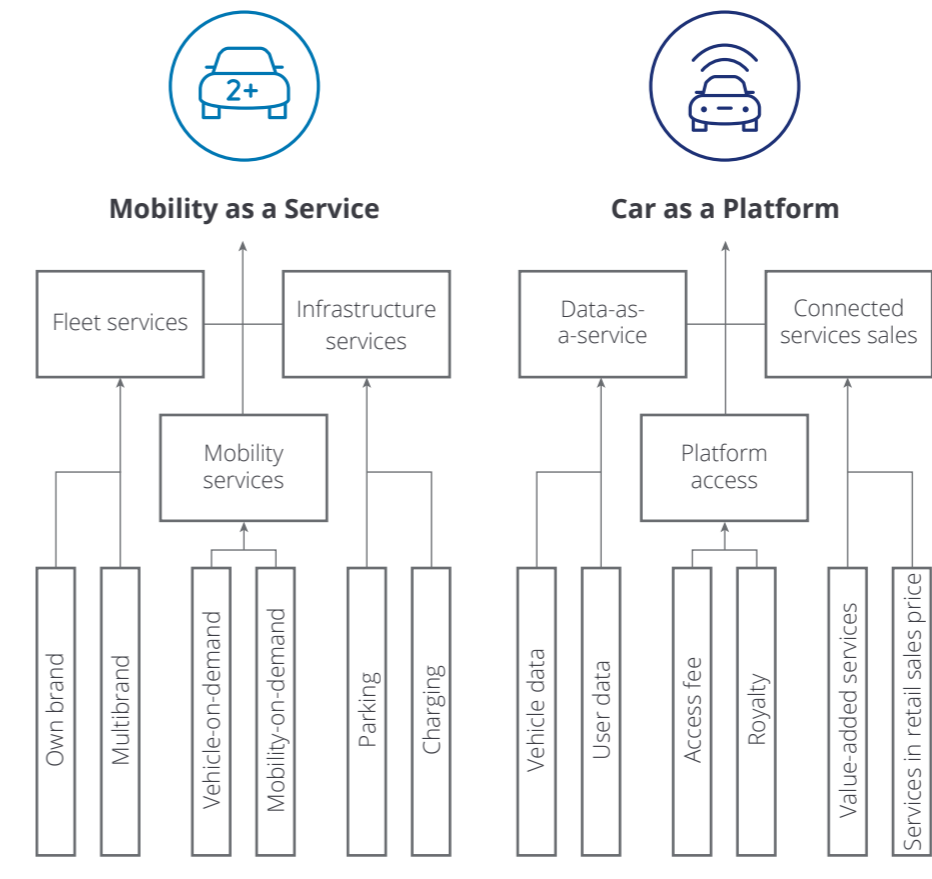 2+
Mobility as a Service
Fleet services
Infrastructure
services
Mobility
services
Own brand
Multibrand
Vehicle-on-demand
Mobility-on-demand
Parking
Charging
Car as a Platform
Data-as-
a-service
Connected
services sales
Platform
access
Vehicle data
User data
Access fee
Royalty
Value-added services
Services in retail sales price